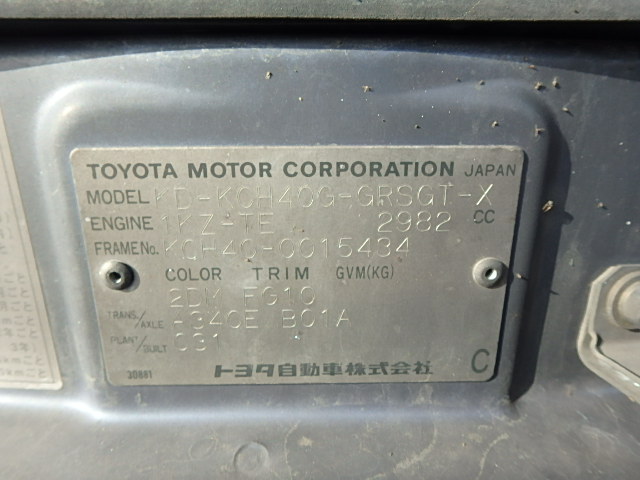 TOYOTA MOTOR CORPORATION JAPAN
MODEL KD-KCH40G-GRSGT-X
ENGINE 1KZ-TE 2982 CC
FRAME No. KCH40-0015434
COLOR TRIM GVM(KG)
2DK FG10
TRANS./AXLE -340E B01A
PLANT/BUILT C31
30881
トヨタ自動車株式会社 C